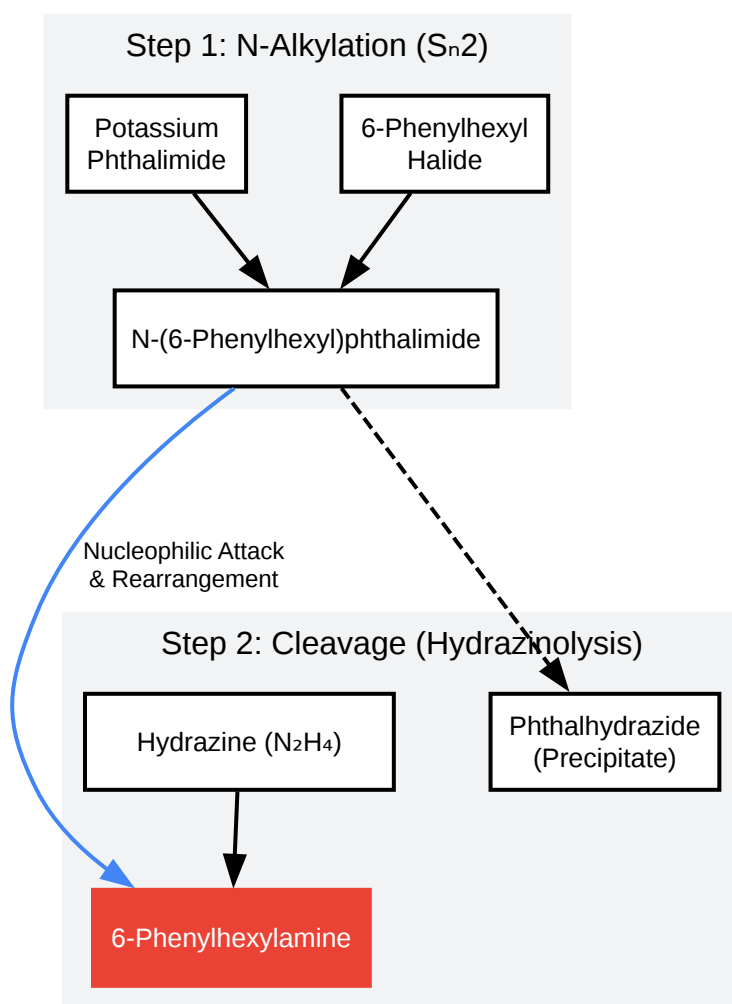 Step 1: N-Alkylation (Sₙ2)
Potassium
Phthalimide
6-Phenylhexyl
Halide
N-(6-Phenylhexyl)phthalimide
Nucleophilic Attack
& Rearrangement
Step 2: Cleavage (Hydrazinolysis)
Hydrazine (N₂H₄)
Phthalhydrazide
(Precipitate)
6-Phenylhexylamine